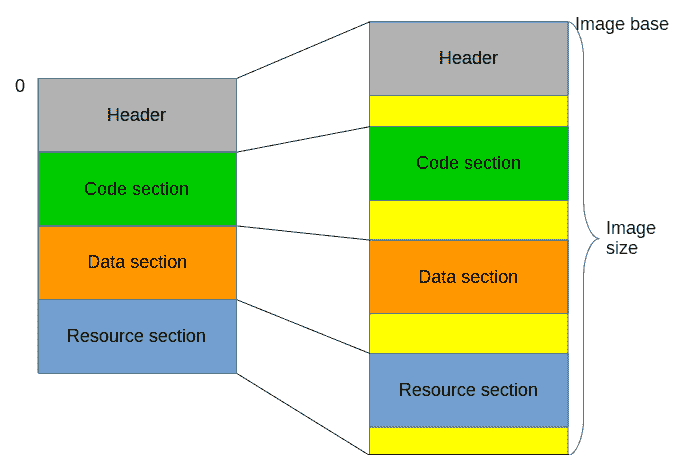 0
Header
Code section
Data section
Resource section
Image base
Header
Code section
Data section
Resource section
Image
size